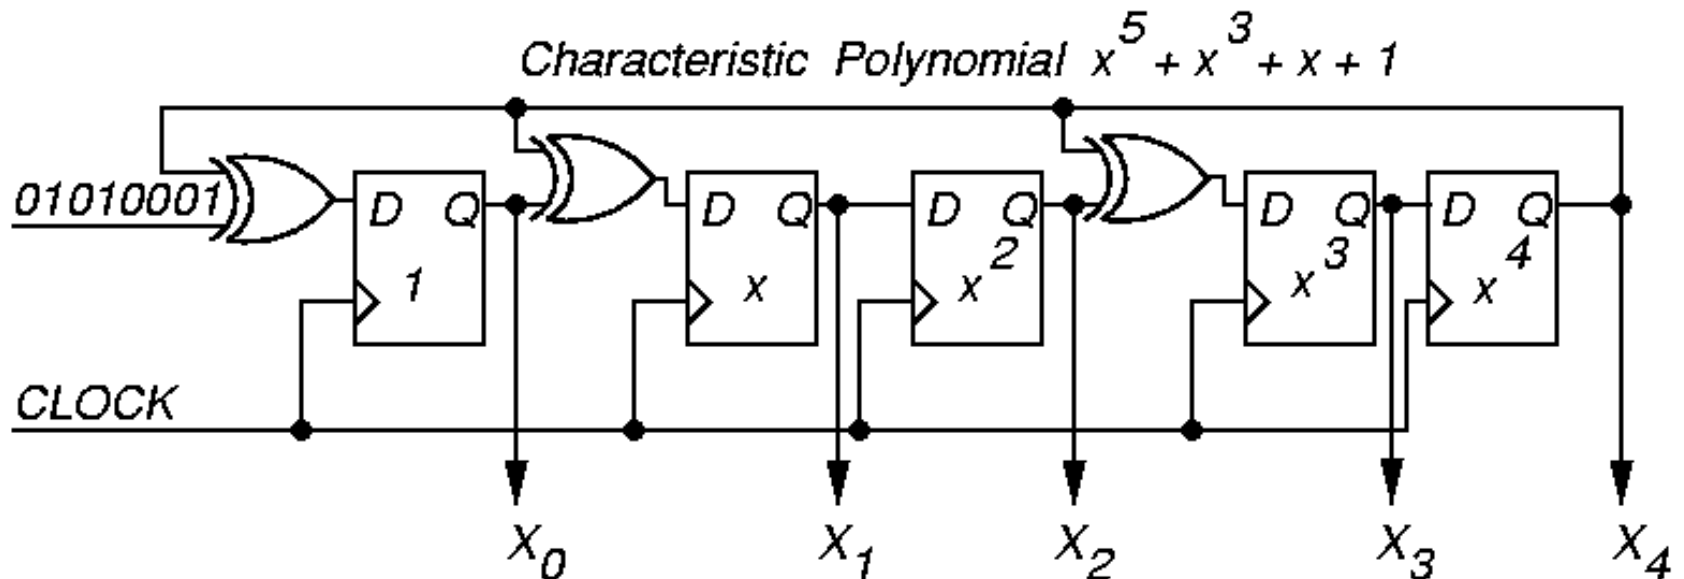 Characteristic Polynomial x⁵ + x³ + x + 1
01010001
D Q D Q D Q D Q D Q
1 x x² x³ x⁴
CLOCK
X₀ X₁ X₂ X₃ X₄